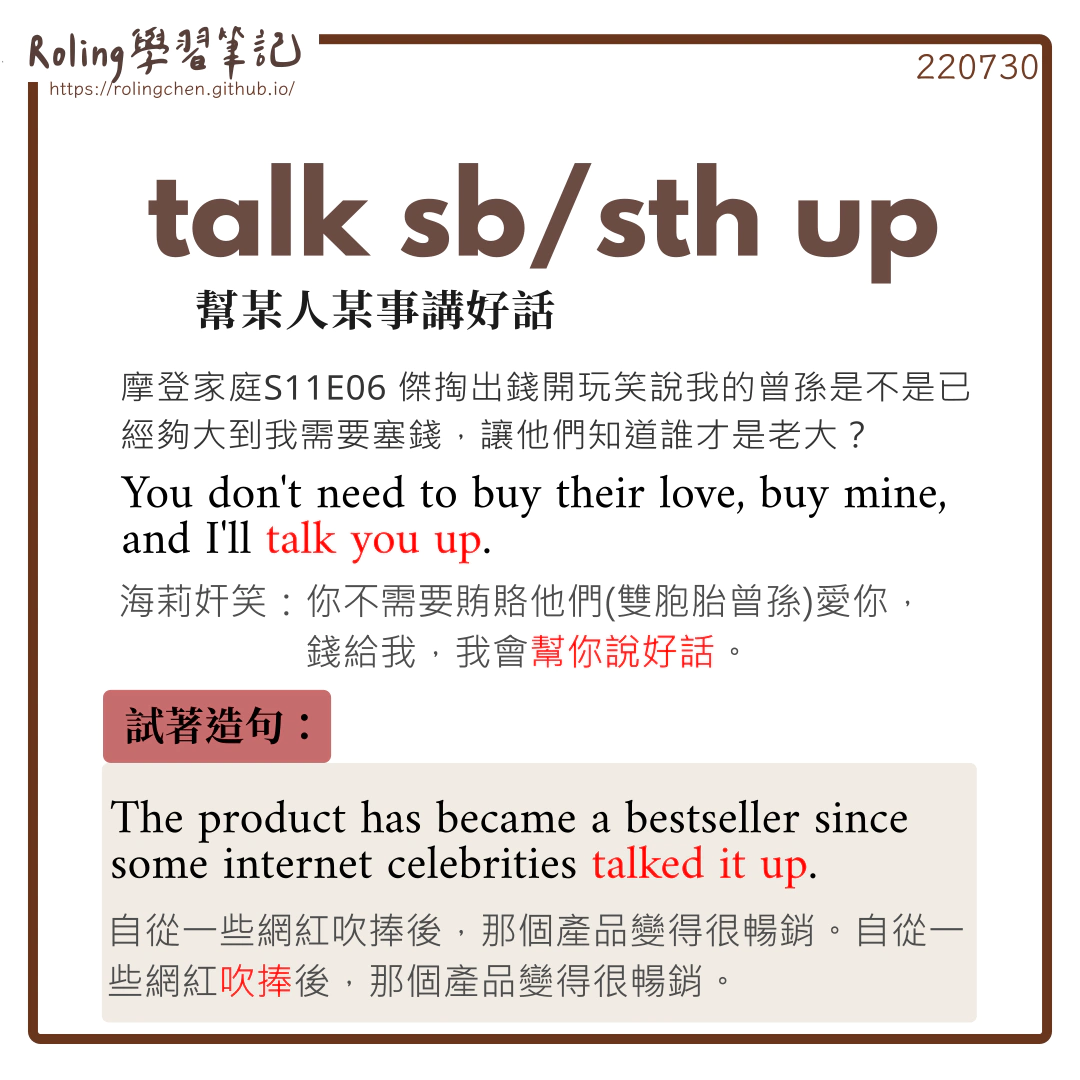 Roling學習筆記
https://rolingchen.github.io/
220730
talk sb/sth up
幫某人某事講好話
摩登家庭S11E06 傑掏出錢開玩笑說我的曾孫是不是已
經夠大到我需要塞錢，讓他們知道誰才是老大？
You don't need to buy their love, buy mine,
and I'll talk you up.
海莉奸笑：你不需要賄賂他們(雙胞胎曾孫)愛你，
錢給我，我會幫你說好話。
試著造句：
The product has became a bestseller since
some internet celebrities talked it up.
自從一些網紅吹捧後，那個產品變得很暢銷。自從一
些網紅吹捧後，那個產品變得很暢銷。